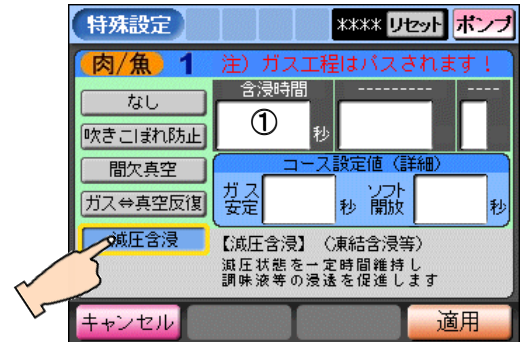 特殊設定
**** リセット
ポンプ
肉/魚 1
注）ガス工程はパスされます！
なし
吹きこぼれ防止
間欠真空
ガス⇔真空反復
減圧含浸
含浸時間
---------
----
① 秒
コース設定値（詳細）
ガス安定 秒
ソフト開放 秒
【減圧含浸】（凍結含浸等）
減圧状態を一定時間維持し
調味液等の浸透を促進します
キャンセル
適用